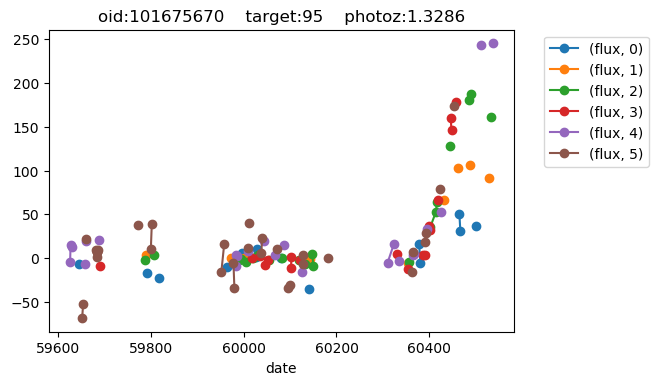 oid:101675670    target:95    photoz:1.3286
250
200
150
100
50
0
−50
59600 59800 60000 60200 60400
date
(flux, 0)
(flux, 1)
(flux, 2)
(flux, 3)
(flux, 4)
(flux, 5)